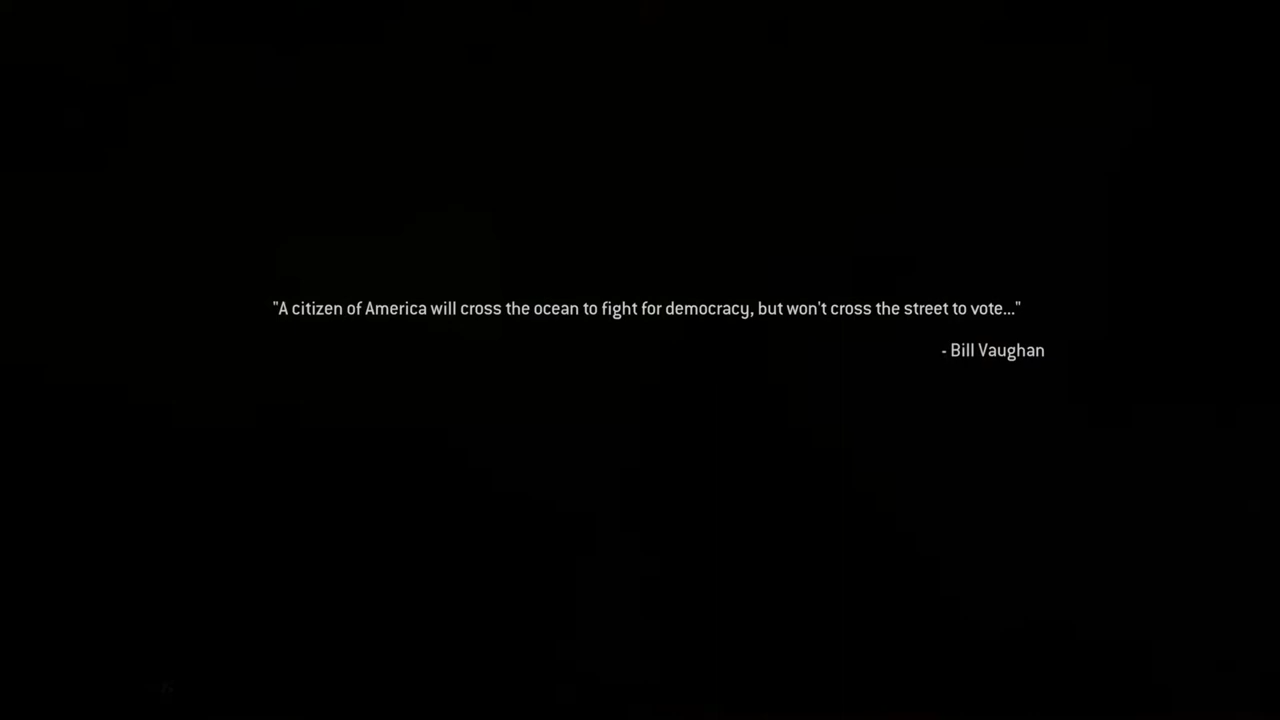 "A citizen of America will cross the ocean to fight for democracy, but won't cross the street to vote..."
- Bill Vaughan